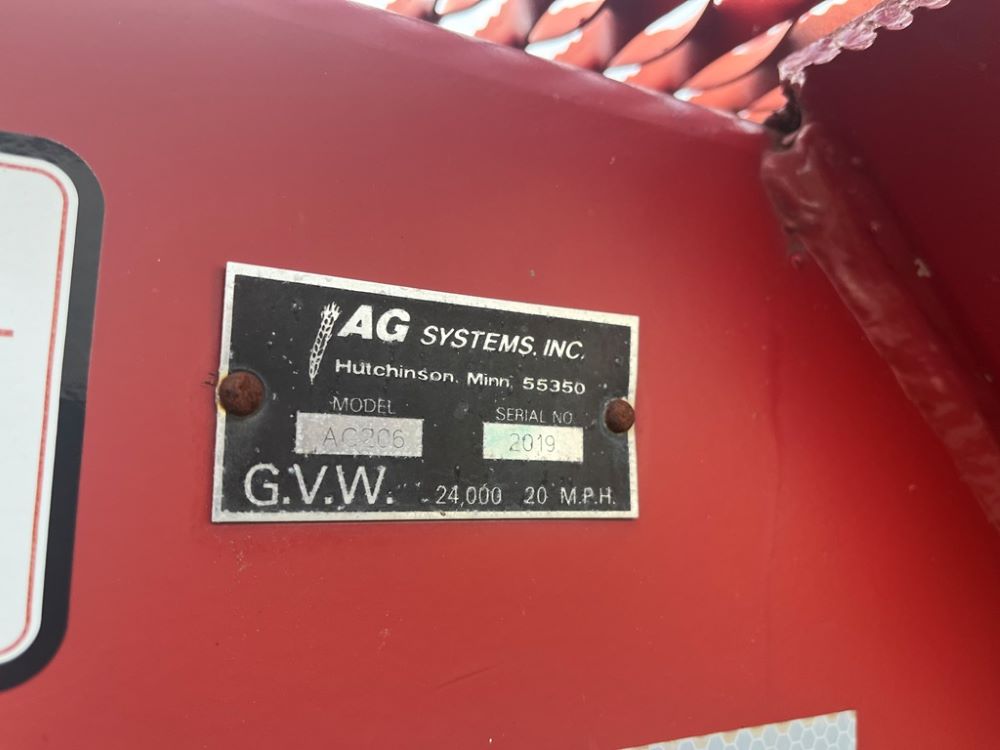 AG SYSTEMS, INC.
Hutchinson, Minn, 55350
MODEL
AG206
SERIAL NO.
2019
G.V.W. 24,000 20 M.P.H.